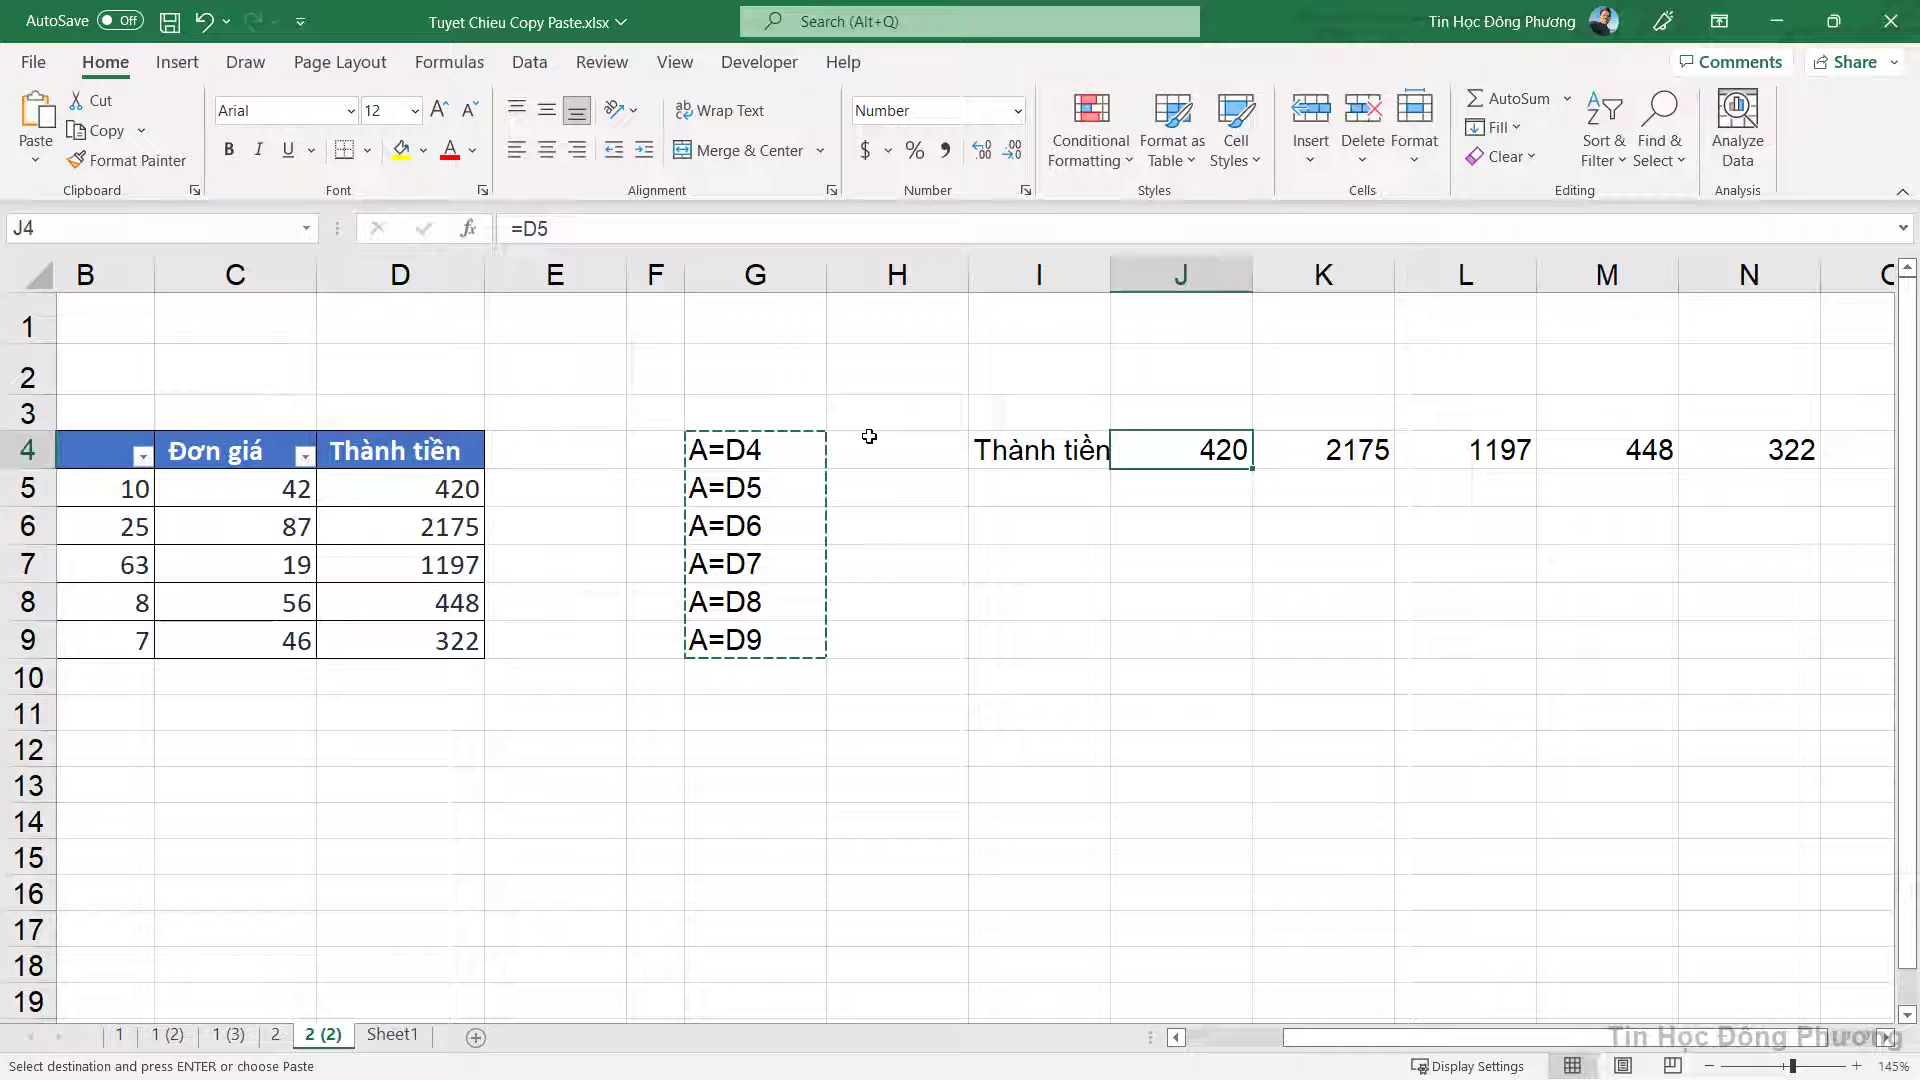 AutoSave Off Tuyet Chieu Copy Paste.xlsx Search (Alt+Q) Tin Học Đông Phương
File Home Insert Draw Page Layout Formulas Data Review View Developer Help Comments Share
Paste
Cut
Copy
Format Painter
Clipboard
Arial 12
B I U
Font
Wrap Text
Merge & Center
Alignment
Number
$ % 9
Number
Conditional Formatting
Format as Table
Cell Styles
Styles
Insert Delete Format
Cells
AutoSum
Fill
Clear
Sort & Filter
Find & Select
Editing
Analyze Data
Analysis
J4 fx =D5
B C D E F G H I J K L M N
1
2
3
4 Đơn giá Thành tiền A=D4 Thành tiền 420 2175 1197 448 322
5 10 42 420 A=D5
6 25 87 2175 A=D6
7 63 19 1197 A=D7
8 8 56 448 A=D8
9 7 46 322 A=D9
10
11
12
13
14
15
16
17
18
19
1 1 (2) 1 (3) 2 2 (2) Sheet1
Tin Học Đông Phương
Select destination and press ENTER or choose Paste Display Settings 145%